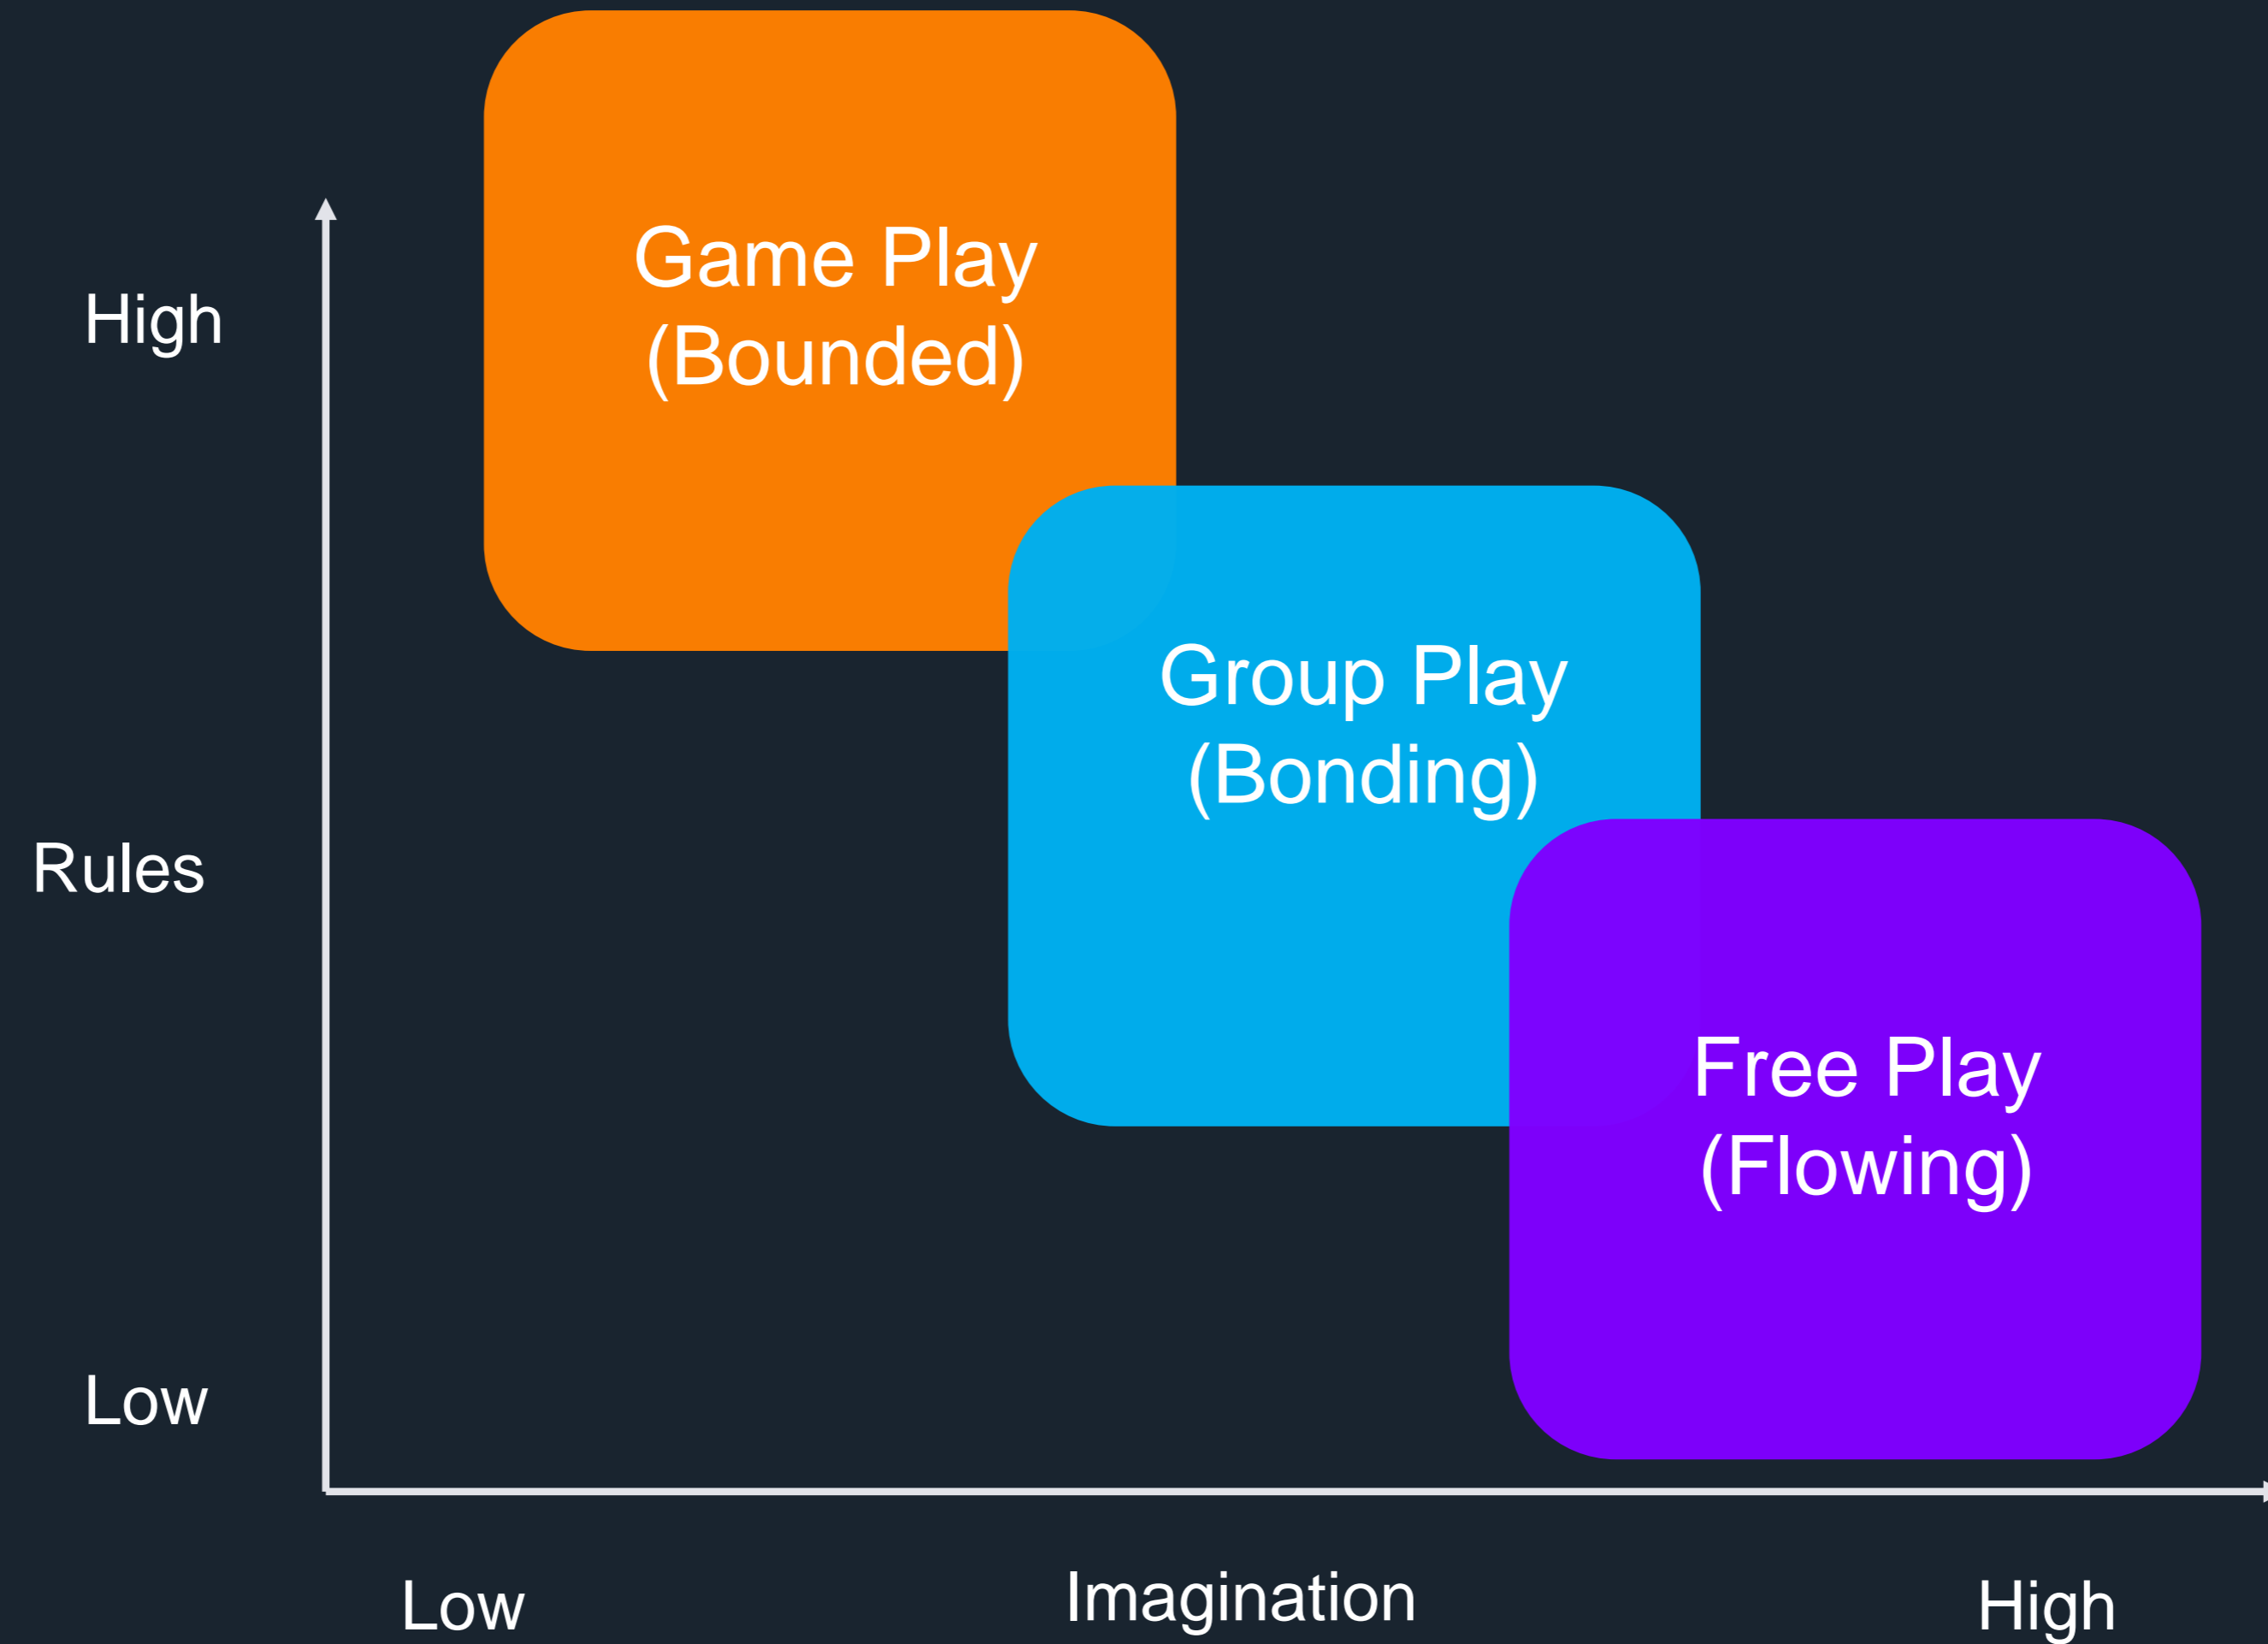 Game Play
(Bounded)
High
Group Play
(Bonding)
Rules
Free Play
(Flowing)
Low
Low
Imagination
High